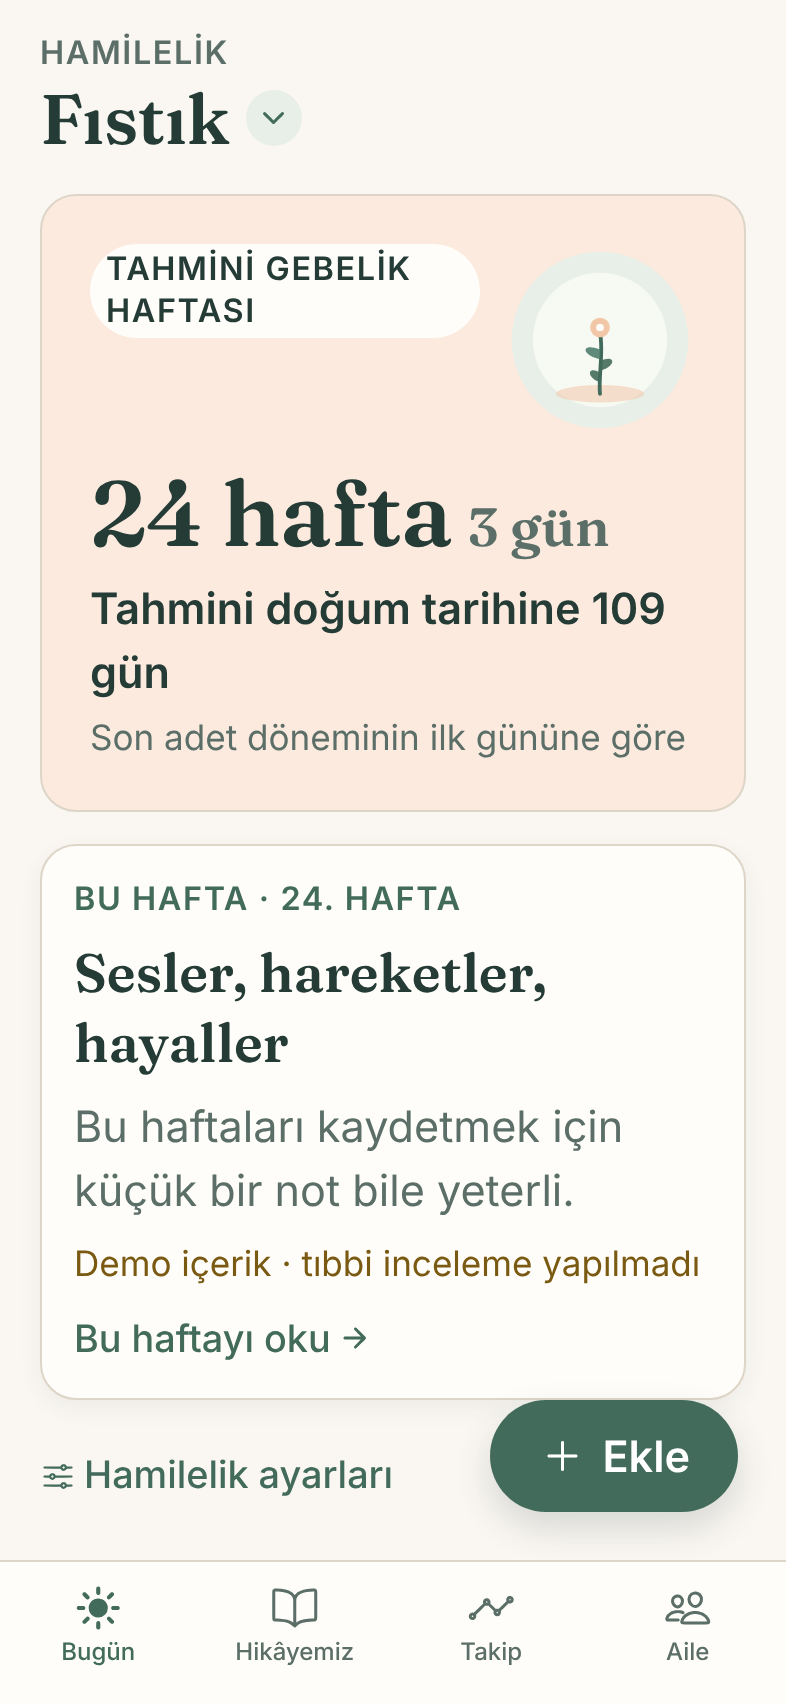 HAMİLELİK
Fıstık
TAHMİNİ GEBELİK
HAFTASI
24 hafta 3 gün
Tahmini doğum tarihine 109
gün
Son adet döneminin ilk gününe göre
BU HAFTA · 24. HAFTA
Sesler, hareketler,
hayaller
Bu haftaları kaydetmek için
küçük bir not bile yeterli.
Demo içerik · tıbbi inceleme yapılmadı
Bu haftayı oku →
Hamilelik ayarları
+ Ekle
Bugün
Hikâyemiz
Takip
Aile